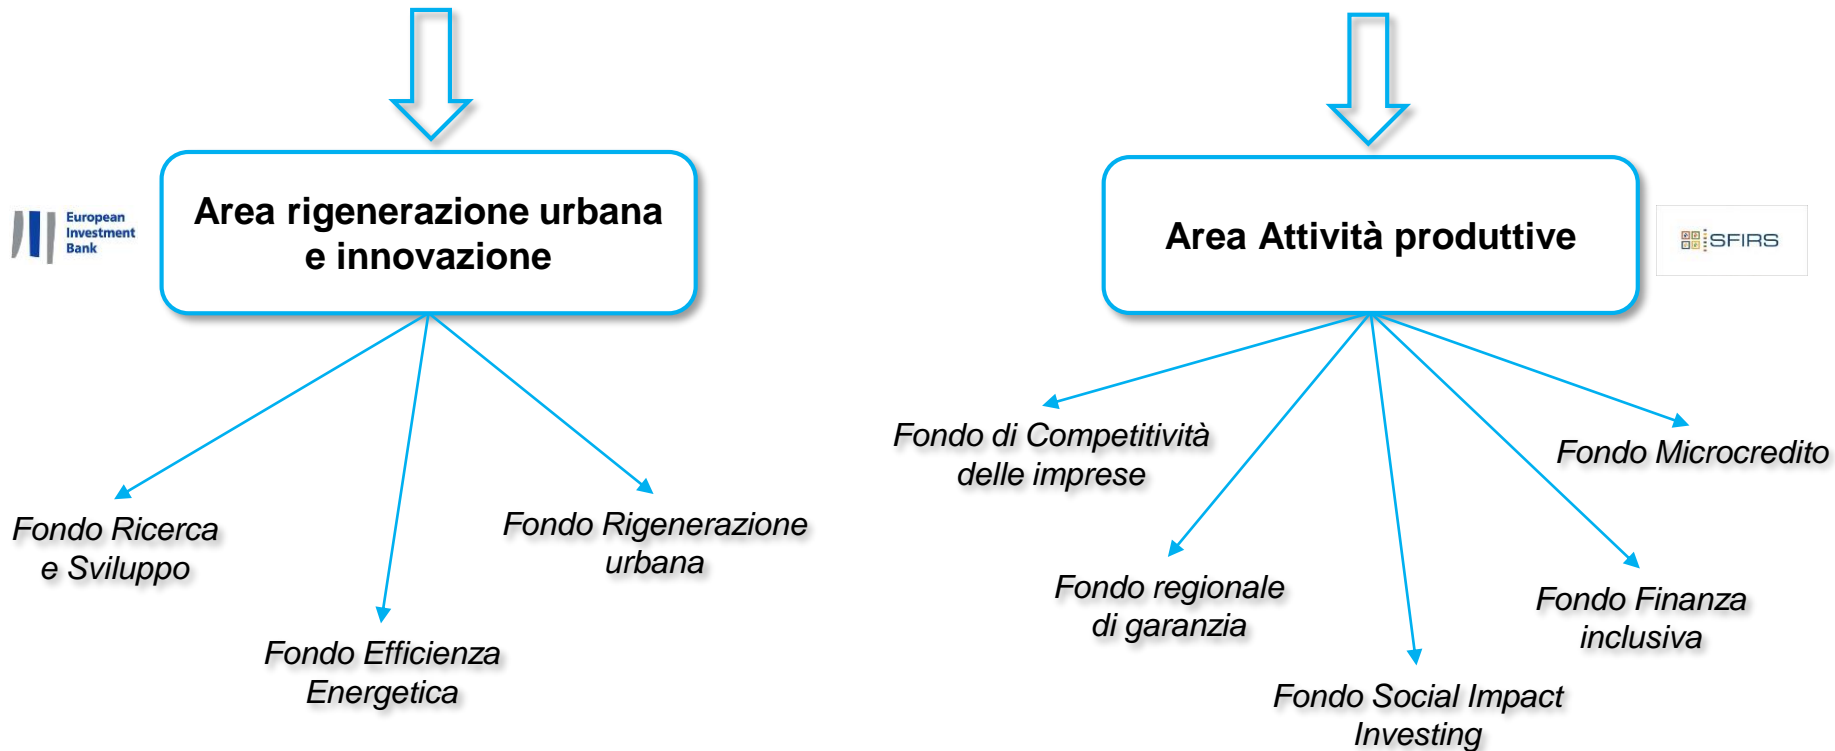 European
Investment
Bank
Area rigenerazione urbana
e innovazione
Area Attività produttive
SFIRS
Fondo Ricerca
e Sviluppo
Fondo Efficienza
Energetica
Fondo Rigenerazione
urbana
Fondo di Competitività
delle imprese
Fondo regionale
di garanzia
Fondo Social Impact
Investing
Fondo Finanza
inclusiva
Fondo Microcredito